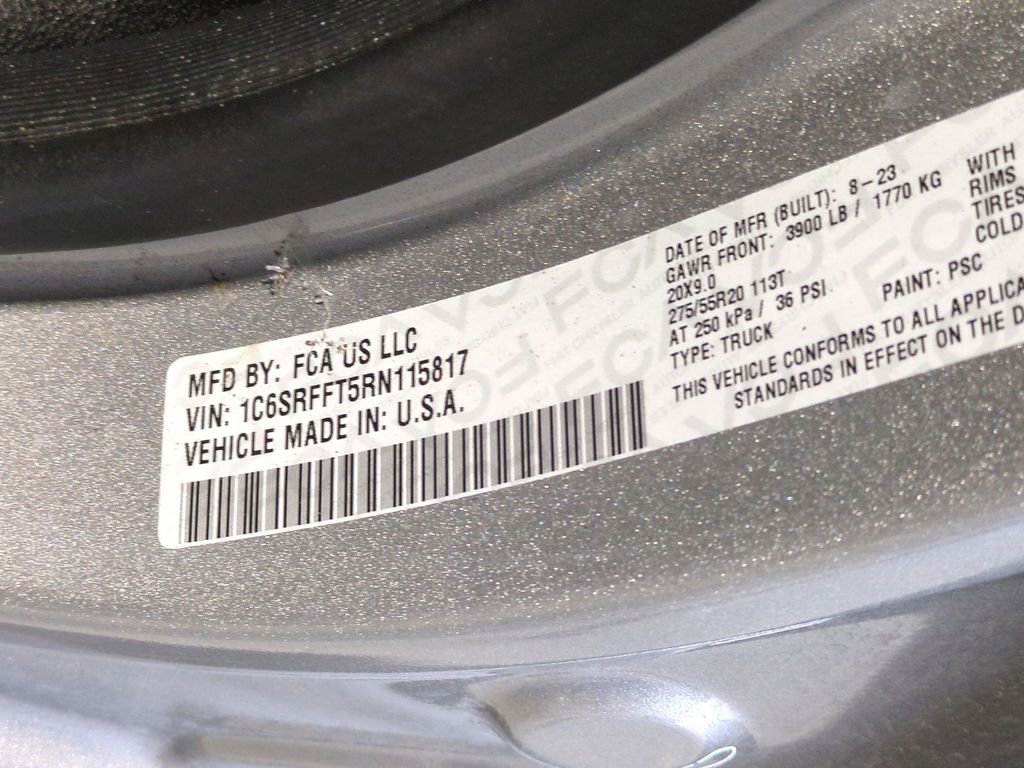 MFD BY: FCA US LLC
VIN: 1C6SRFFT5RN115817
VEHICLE MADE IN: U.S.A.
DATE OF MFR (BUILT): 8-23
GAWR FRONT: 3900 LB / 1770 KG WITH
20X9.0 RIMS
275/55R20 113T TIRES
AT 250 kPa / 36 PSI COLD
TYPE: TRUCK PAINT: PSC
THIS VEHICLE CONFORMS TO ALL APPLICA
STANDARDS IN EFFECT ON THE D